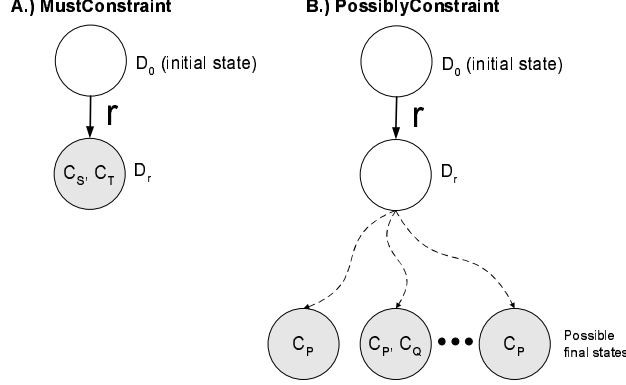 A.) MustConstraint
D0 (initial state)
r
CS, CT
Dr
B.) PossiblyConstraint
D0 (initial state)
r
Dr
CP
CP, CQ
•••
CP
Possible
final states